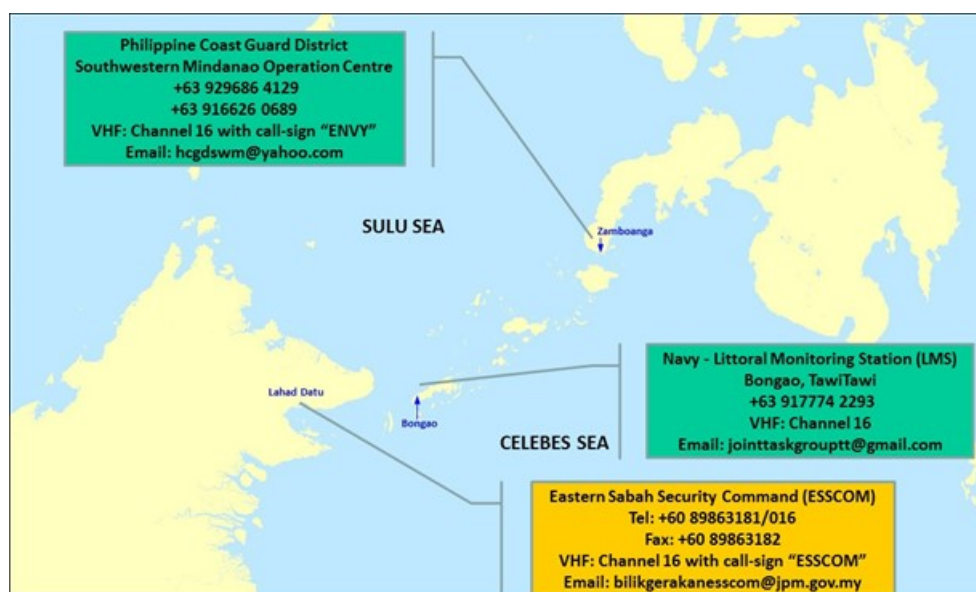 Philippine Coast Guard District
Southwestern Mindanao Operation Centre
+63 929686 4129
+63 916626 0689
VHF: Channel 16 with call-sign “ENVY”
Email: hcgdswm@yahoo.com
SULU SEA
Zamboanga
Navy - Littoral Monitoring Station (LMS)
Bongao, TawiTawi
+63 917774 2293
VHF: Channel 16
Email: jointtaskgrouptt@gmail.com
Lahad Datu
Bongao
CELEBES SEA
Eastern Sabah Security Command (ESSCOM)
Tel: +60 89863181/016
Fax: +60 89863182
VHF: Channel 16 with call-sign “ESSCOM”
Email: bilikgerakanesscom@jpm.gov.my